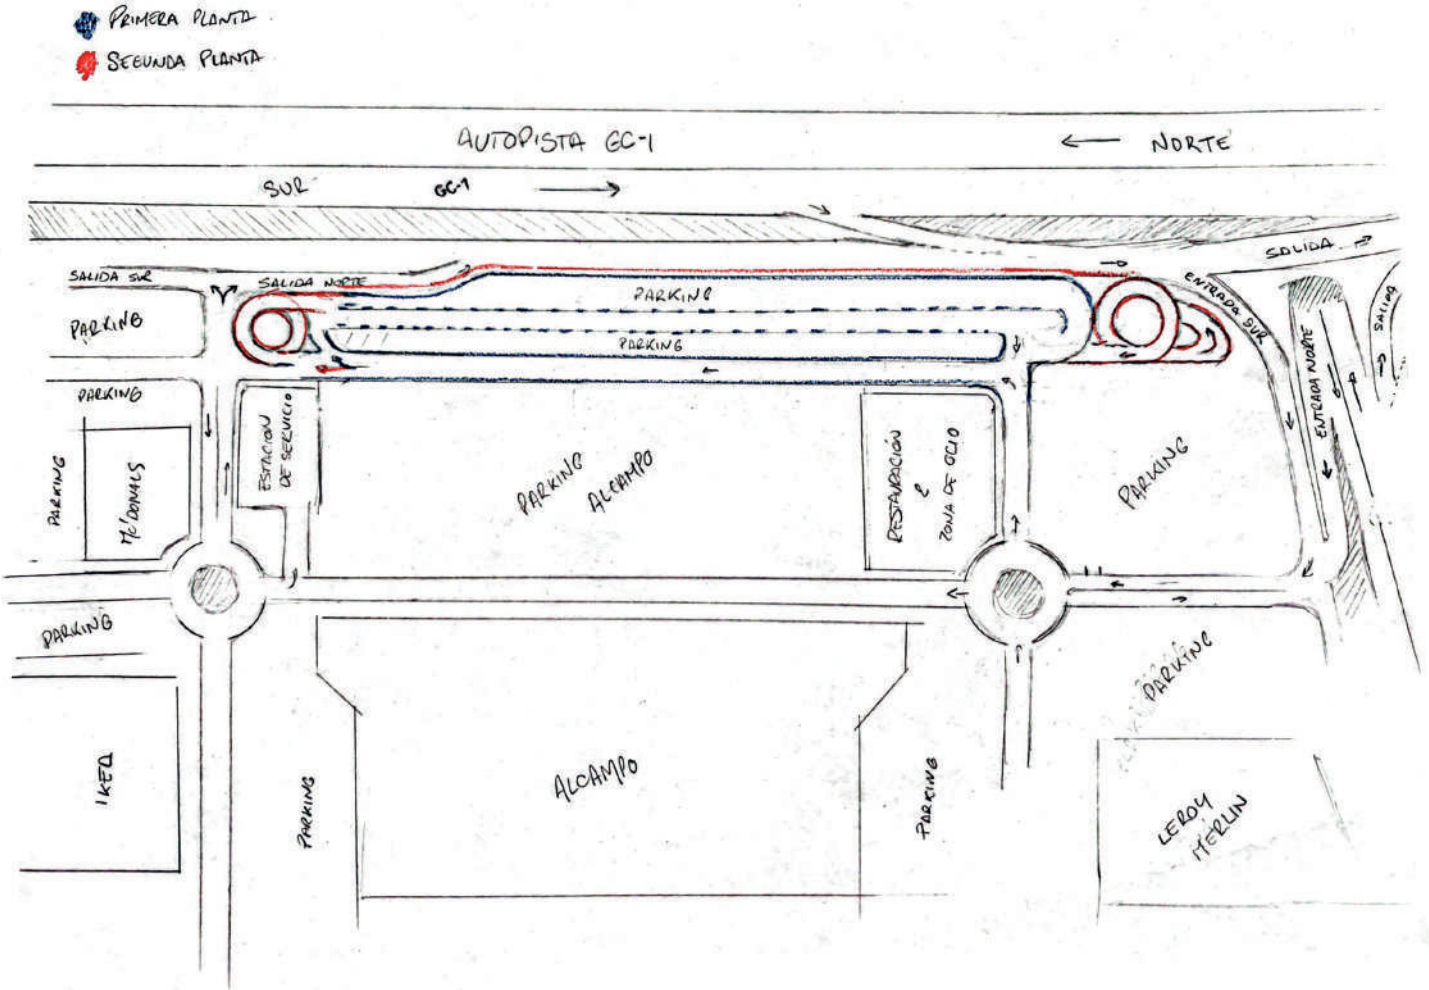 PRIMERA PLANTA
SEGUNDA PLANTA
AUTOPISTA GC-1
NORTE
SUR
GC-1
SALIDA
SALIDA SUR
SALIDA NORTE
PARKING
ENTRADA SUR
SALIDA
PARKING
PARKING
ENTRADA NORTE
PARKING
ESTACION
DE SERVICIO
PARKING
MC'DONALS
PARKING
ALCAMPO
RESTAURACIÓN
&
ZONA DE OCIO
PARKING
PARKING
PARKING
IKEA
PARKING
ALCAMPO
PARKING
LEROY
MERLIN